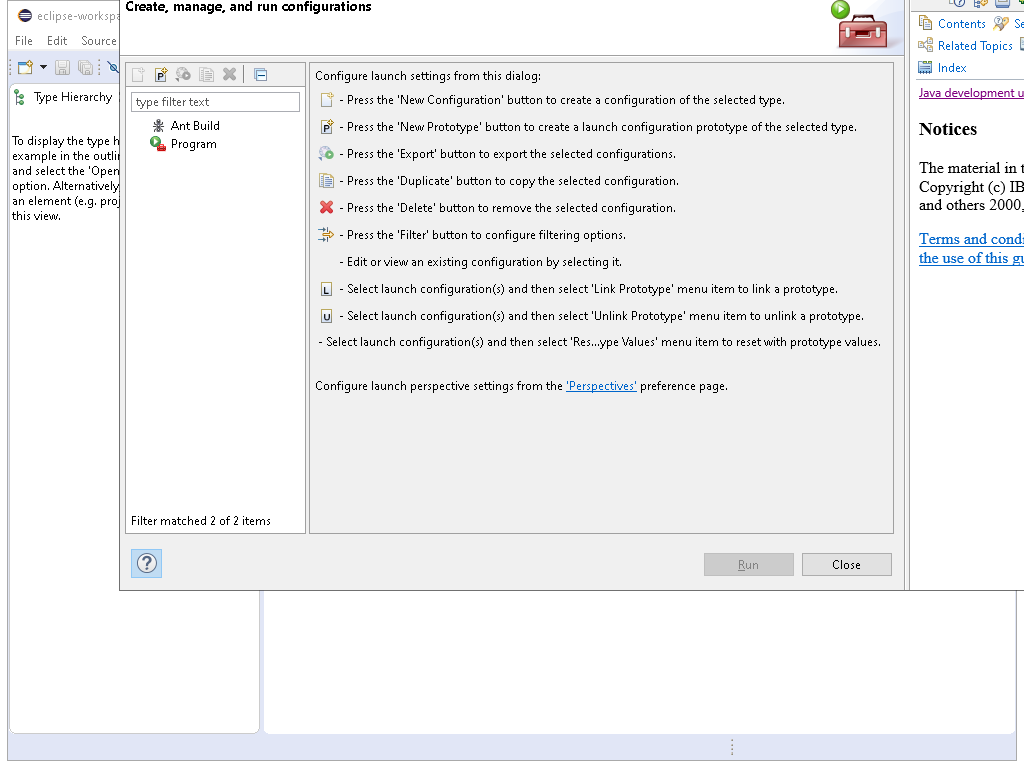 Create, manage, and run configurations
eclipse-workspa
File Edit Source
Type Hierarchy
To display the type h
example in the outli
and select the 'Open
option. Alternatively
an element (e.g. proj
this view.
type filter text
Ant Build
Program
Filter matched 2 of 2 items
Configure launch settings from this dialog:
- Press the 'New Configuration' button to create a configuration of the selected type.
- Press the 'New Prototype' button to create a launch configuration prototype of the selected type.
- Press the 'Export' button to export the selected configurations.
- Press the 'Duplicate' button to copy the selected configuration.
- Press the 'Delete' button to remove the selected configuration.
- Press the 'Filter' button to configure filtering options.
- Edit or view an existing configuration by selecting it.
L - Select launch configuration(s) and then select 'Link Prototype' menu item to link a prototype.
U - Select launch configuration(s) and then select 'Unlink Prototype' menu item to unlink a prototype.
- Select launch configuration(s) and then select 'Res...ype Values' menu item to reset with prototype values.
Configure launch perspective settings from the 'Perspectives' preference page.
Run Close
Contents Se
Related Topics
Index
Java development u
Notices
The material in t
Copyright (c) IB
and others 2000,
Terms and condi
the use of this gu